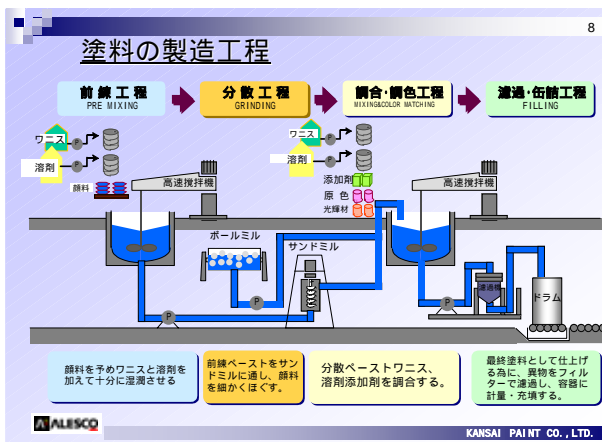 8
塗料の製造工程
前練工程
PRE MIXING
分散工程
GRINDING
調合・調色工程
MIXING&COLOR MATCHING
濾過・缶詰工程
FILLING
ワニス
P
溶剤
P
顔料
高速撹拌機
ワニス
P
溶剤
P
添加剤
原色
光輝材
高速撹拌機
ボールミル
サンドミル
P
P
P
濾過機
ドラム
顔料を予めワニスと溶剤を
加えて十分に湿潤させる
前練ペーストをサン
ドミルに通し、顔料
を細かくほぐす。
分散ペーストワニス、
溶剤添加剤を調合する。
最終塗料として仕上げ
る為に、異物をフィル
ターで濾過し、容器に
計量・充填する。
ALESCO
KANSAI PAINT CO.,LTD.